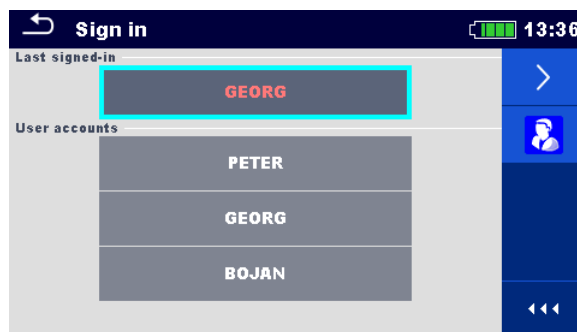 Sign in
13:36
Last signed-in
GEORG
User accounts
PETER
GEORG
BOJAN